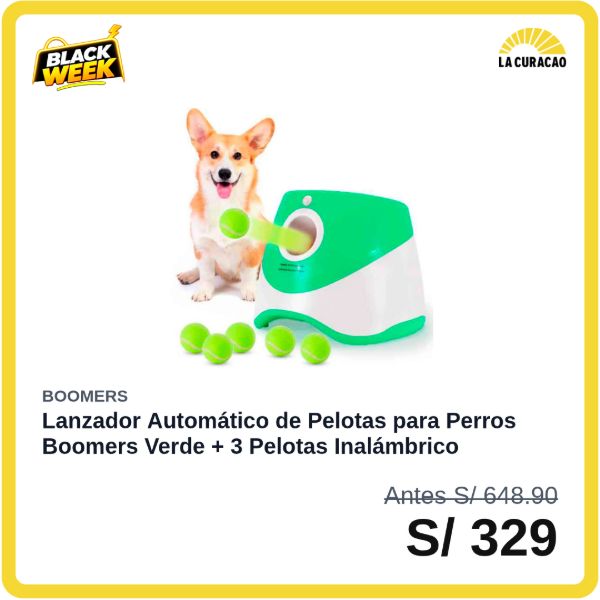 BLACK
WEEK
LA CURACAO
BOOMERS
Lanzador Automático de Pelotas para Perros
Boomers Verde + 3 Pelotas Inalámbrico
Antes S/ 648.90
S/ 329